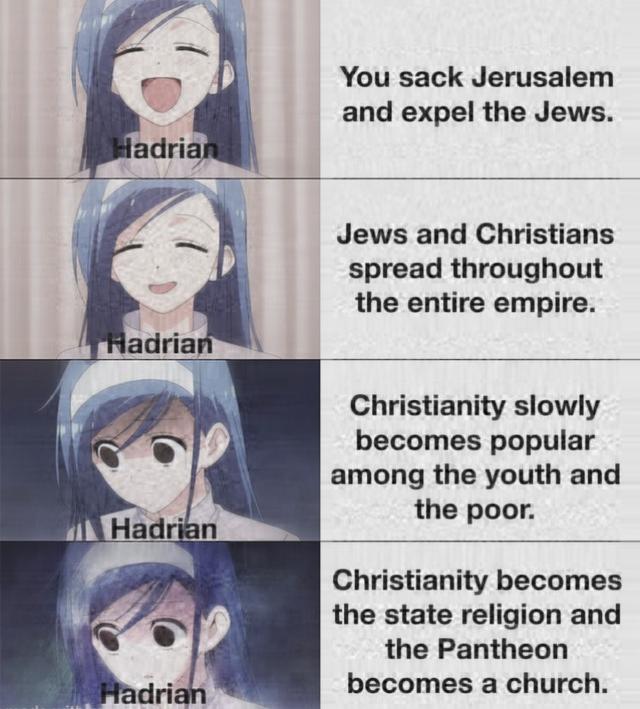 You sack Jerusalem
and expel the Jews.
Hadrian
Jews and Christians
spread throughout
the entire empire.
Hadrian
Christianity slowly
becomes popular
among the youth and
the poor.
Hadrian
Christianity becomes
the state religion and
the Pantheon
becomes a church.
Hadrian